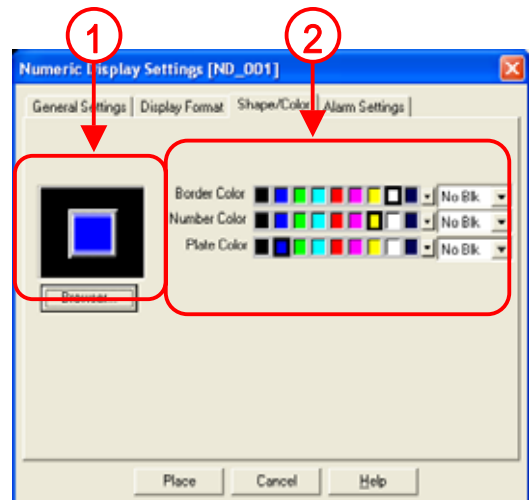 1 2
Numeric Display Settings [ND_001]
General Settings Display Format Shape/Color Alarm Settings
Border Color No Blk
Number Color No Blk
Plate Color No Blk
Browser...
Place Cancel Help